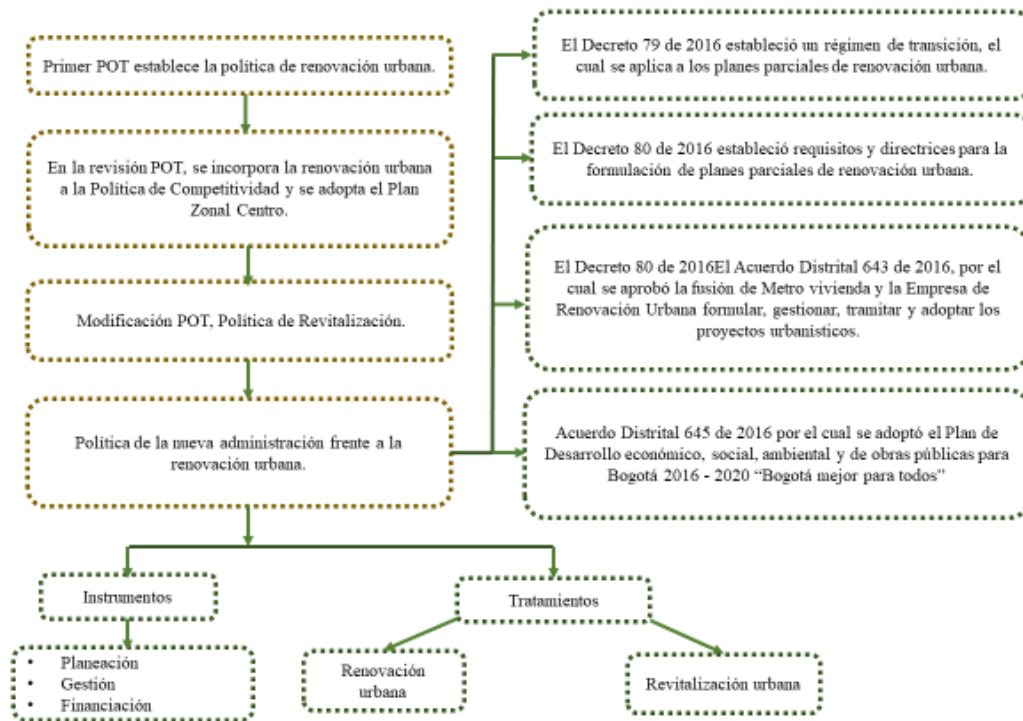 Primer POT establece la política de renovación urbana.
En la revisión POT, se incorpora la renovación urbana
a la Política de Competitividad y se adopta el Plan
Zonal Centro.
Modificación POT, Política de Revitalización.
Política de la nueva administración frente a la
renovación urbana.
El Decreto 79 de 2016 estableció un régimen de transición, el
cual se aplica a los planes parciales de renovación urbana.
El Decreto 80 de 2016 estableció requisitos y directrices para la
formulación de planes parciales de renovación urbana.
El Decreto 80 de 2016El Acuerdo Distrital 643 de 2016, por el
cual se aprobó la fusión de Metro vivienda y la Empresa de
Renovación Urbana formular, gestionar, tramitar y adoptar los
proyectos urbanísticos.
Acuerdo Distrital 645 de 2016 por el cual se adoptó el Plan de
Desarrollo económico, social, ambiental y de obras públicas para
Bogotá 2016 - 2020 “Bogotá mejor para todos”
Instrumentos
• Planeación
• Gestión
• Financiación
Tratamientos
Renovación
urbana
Revitalización urbana